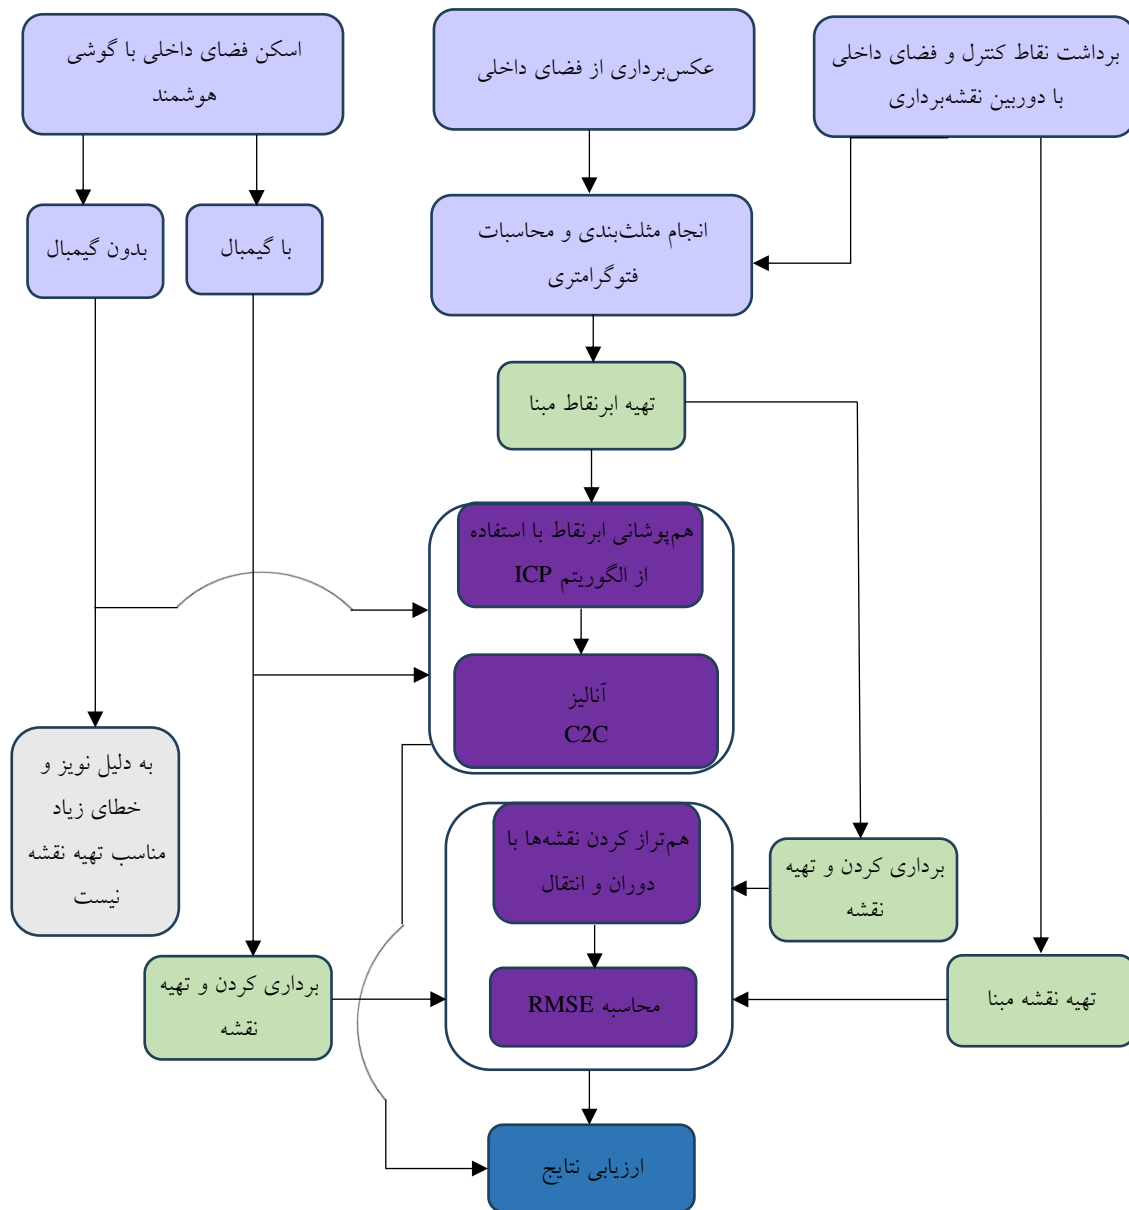 برداشت نقاط کنترل و فضای داخلی
با دوربین نقشه‌برداری
عکس‌برداری از فضای داخلی
اسکن فضای داخلی با گوشی
هوشمند
انجام مثلث‌بندی و محاسبات
فتوگرامتری
با گیمبال
بدون گیمبال
تهیه ابرنقاط مبنا
هم‌پوشانی ابرنقاط با استفاده
از الگوریتم ICP
آنالیز
C2C
به دلیل نویز و
خطای زیاد
مناسب تهیه نقشه
نیست
هم‌تراز کردن نقشه‌ها با
دوران و انتقال
برداری کردن و تهیه
نقشه
محاسبه RMSE
تهیه نقشه مبنا
برداری کردن و تهیه
نقشه
ارزیابی نتایج